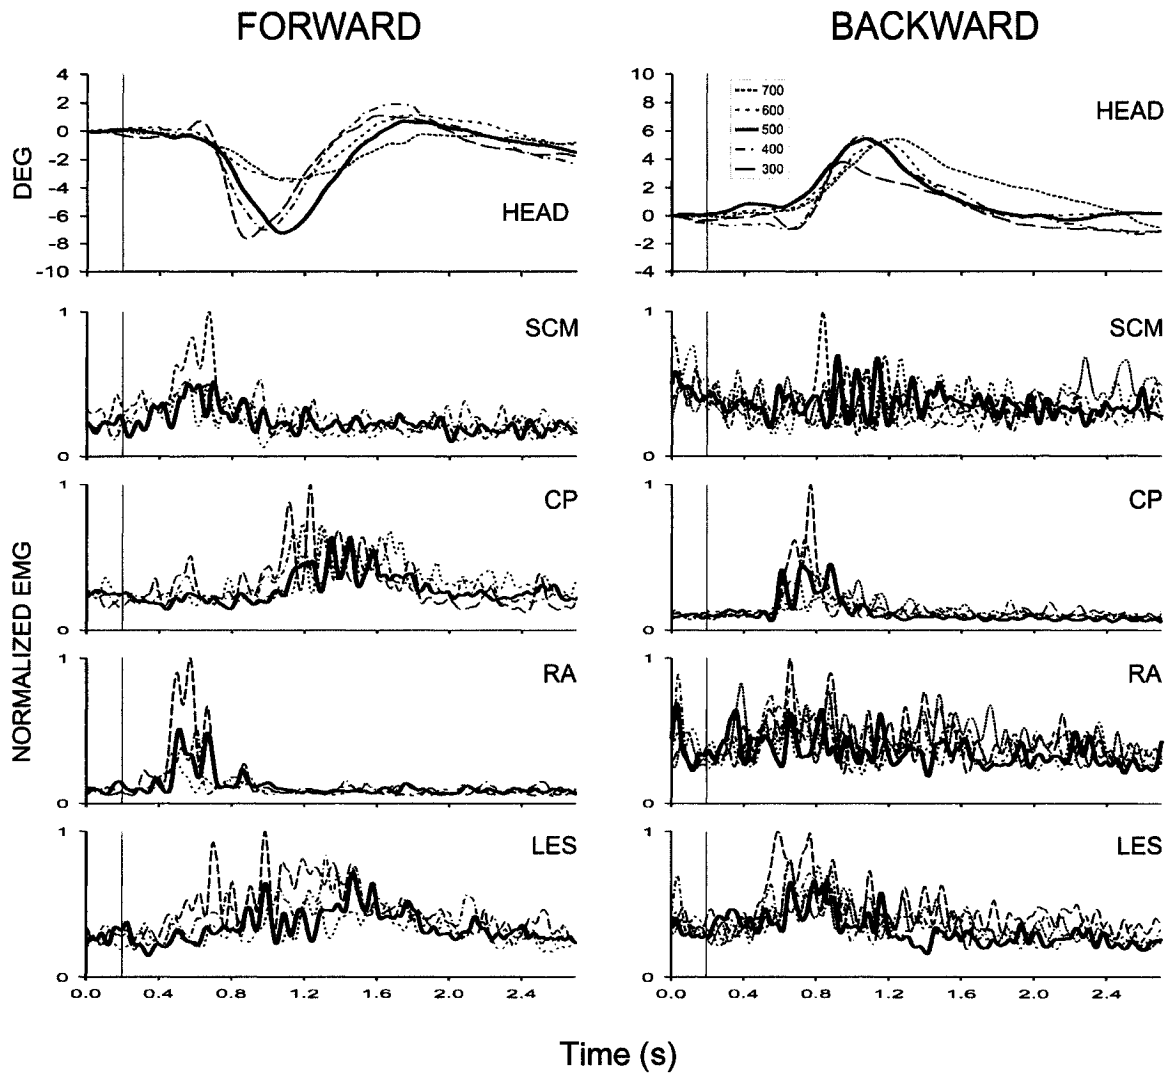 FORWARD
BACKWARD
4
2
0
-2
-4
-6
-8
-10
DEG
HEAD
10
8
6
4
2
0
-2
-4
700
600
500
400
300
HEAD
NORMALIZED EMG
1
0
SCM
1
0
SCM
1
0
CP
1
0
CP
1
0
RA
1
0
RA
1
0
LES
1
0
LES
0.0 0.4 0.8 1.2 1.6 2.0 2.4
0.0 0.4 0.8 1.2 1.6 2.0 2.4
Time (s)